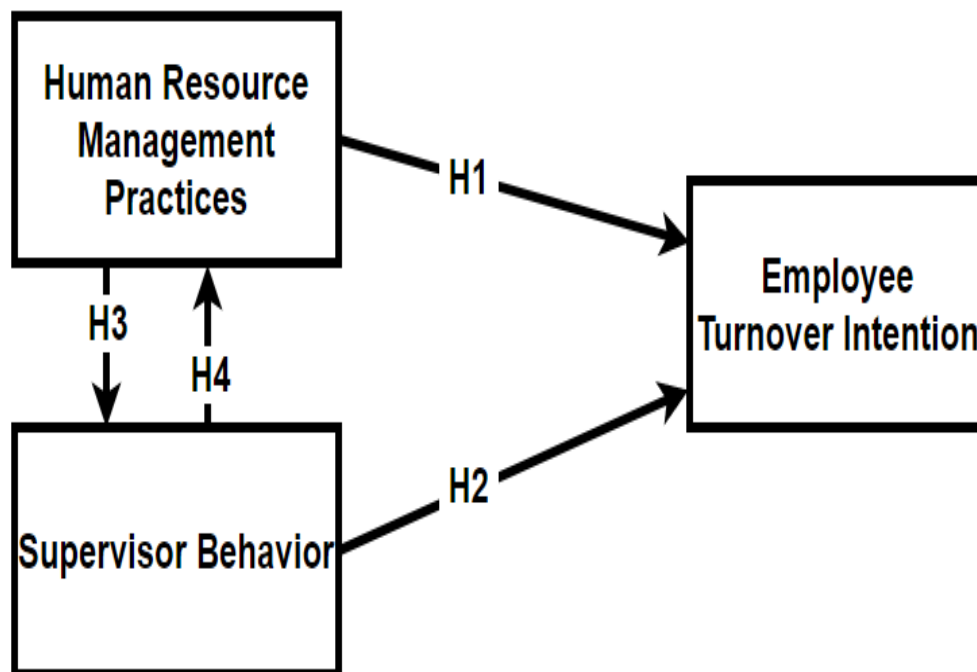 Human Resource
Management
Practices
H1
Employee
Turnover Intention
H3
H4
H2
Supervisor Behavior